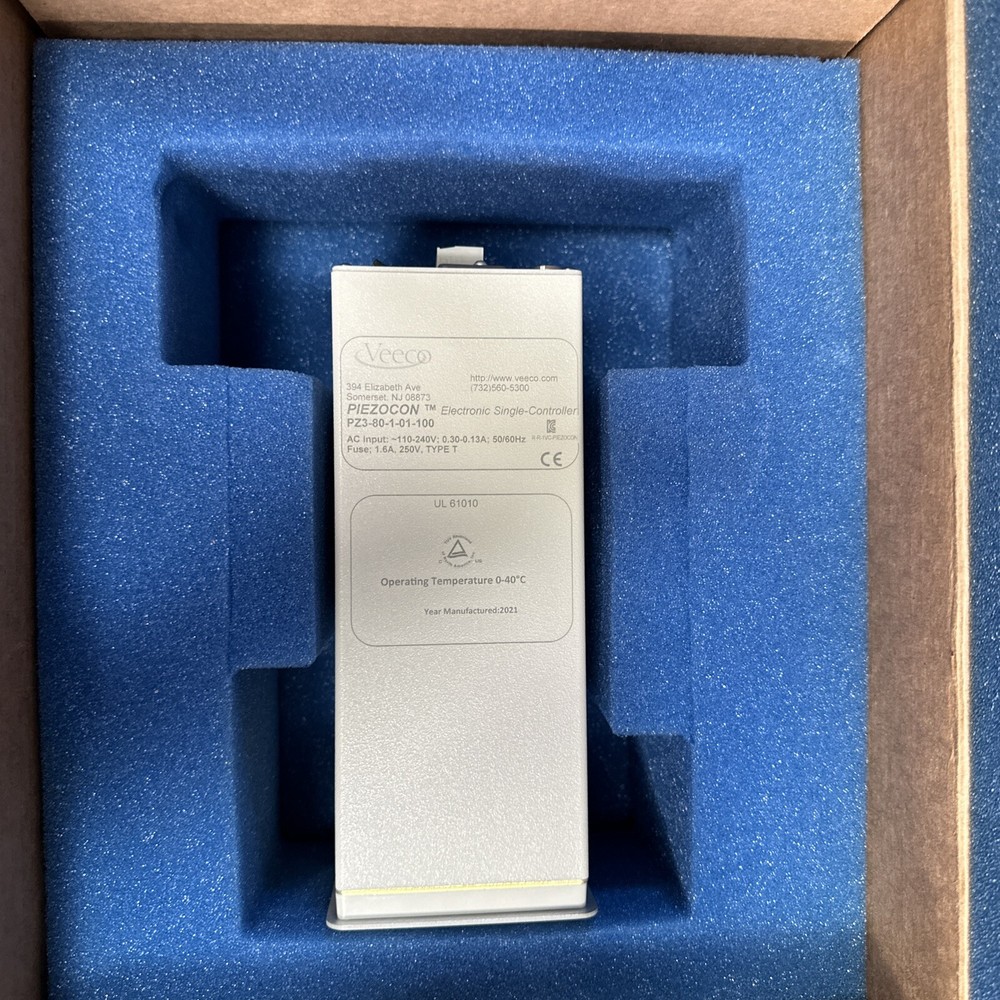 Veeco
394 Elizabeth Ave
Somerset, NJ 08873
http://www.veeco.com
(732)560-5300
PIEZOCON ™ Electronic Single-Controller
PZ3-80-1-01-100
AC Input: ~110-240V; 0.30-0.13A; 50/60Hz
Fuse; 1.6A, 250V, TYPE T
CE
UL 61010
Operating Temperature 0-40°C
Year Manufactured:2021